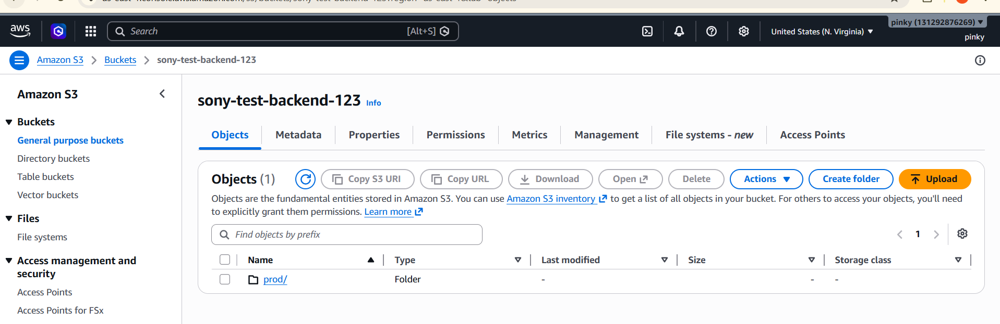 aws
Search
[Alt+S]
United States (N. Virginia)
pinky (131292876269)
pinky
Amazon S3
Buckets
sony-test-backend-123
Amazon S3
Buckets
General purpose buckets
Directory buckets
Table buckets
Vector buckets
Files
File systems
Access management and
security
Access Points
Access Points for FSx
sony-test-backend-123 Info
Objects
Metadata
Properties
Permissions
Metrics
Management
File systems - new
Access Points
Objects (1)
Copy S3 URI
Copy URL
Download
Open
Delete
Actions
Create folder
Upload
Objects are the fundamental entities stored in Amazon S3. You can use Amazon S3 inventory to get a list of all objects in your bucket. For others to access your objects, you'll need
to explicitly grant them permissions. Learn more
Find objects by prefix
1
Name Type Last modified Size Storage class
prod/ Folder - - -